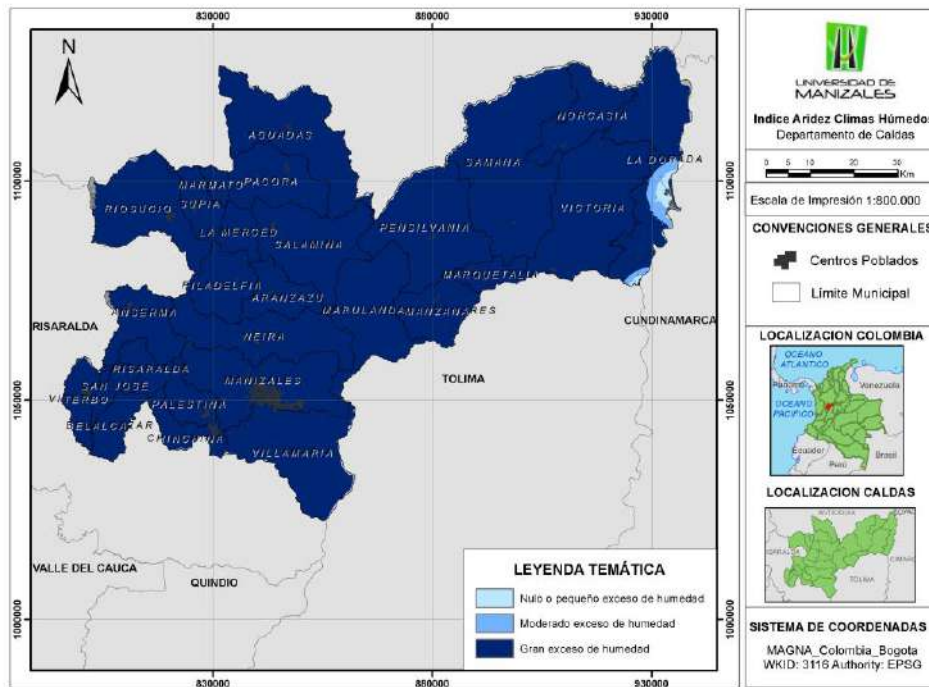 830000
880000
930000
N
AGUADAS
NORCASIA
LA DORADA
SAMANA
MARMATO
PACORA
RIOSUCIO
SUPIA
VICTORIA
LA MERCED
PENSILVANIA
SALAMINA
MARQUETALIA
FILADELFIA
ARANZAZU
MARULANDA
MANZANARES
ANSERMA
RISARALDA
CUNDINAMARCA
NEIRA
RISARALDA
TOLIMA
SAN JOSE
MANIZALES
VITERBO
PALESTINA
BELALCAZAR
CHINCHINA
VILLAMARIA
VALLE DEL CAUCA
QUINDIO
1100000
1050000
1000000
1100000
1050000
1000000
830000
880000
930000
LEYENDA TEMÁTICA
Nulo o pequeño exceso de humedad
Moderado exceso de humedad
Gran exceso de humedad
UNIVERSIDAD DE
MANIZALES
Indice Aridez Climas Húmedos
Departamento de Caldas
0 5 10 20 30
Km
Escala de Impresión 1:800.000
CONVENCIONES GENERALES
Centros Poblados
Límite Municipal
LOCALIZACION COLOMBIA
OCEANO
ATLANTICO
Panamá
Venezuela
OCEANO
PACIFICO
Ecuador
Perú
Brasil
LOCALIZACION CALDAS
TOLIMA
SISTEMA DE COORDENADAS
MAGNA_Colombia_Bogota
WKID: 3116 Authority: EPSG